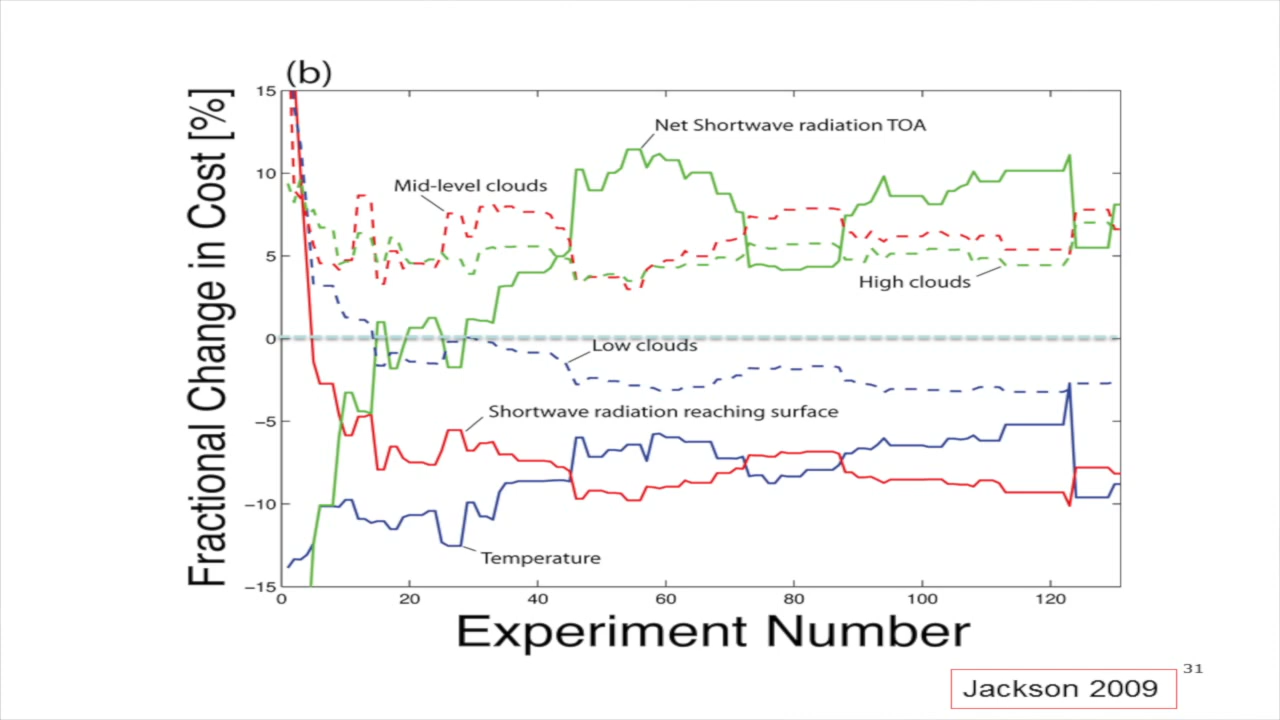 (b)
Fractional Change in Cost [%]
15
10
5
0
−5
−10
−15
Net Shortwave radiation TOA
Mid-level clouds
High clouds
Low clouds
Shortwave radiation reaching surface
Temperature
0 20 40 60 80 100 120
Experiment Number
31
Jackson 2009